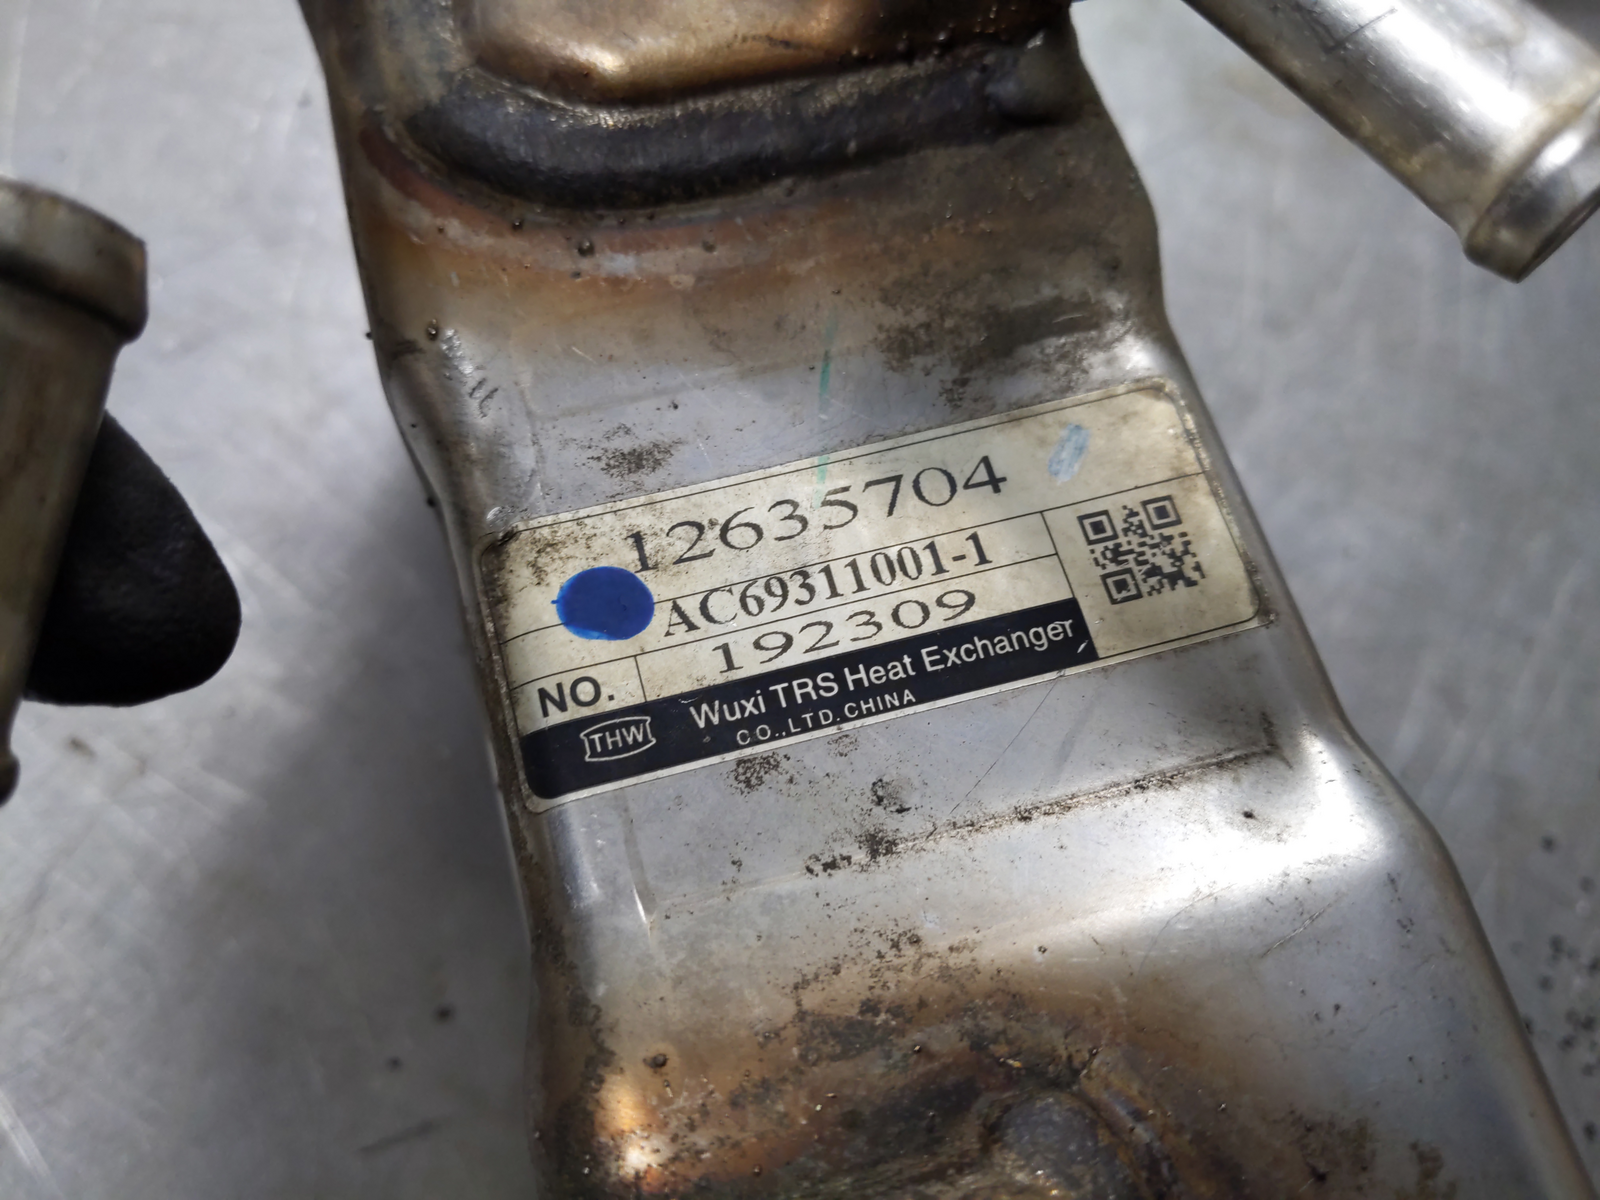 12635704
AC69311001-1
NO. 192309
THW Wuxi TRS Heat Exchanger
CO.,LTD.CHINA